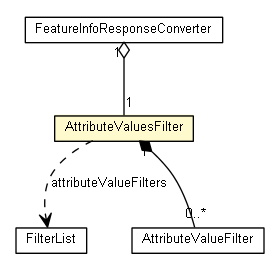 FeatureInfoResponseConverter
1
1
AttributeValuesFilter
1
attributeValueFilters
0..*
FilterList
AttributeValueFilter